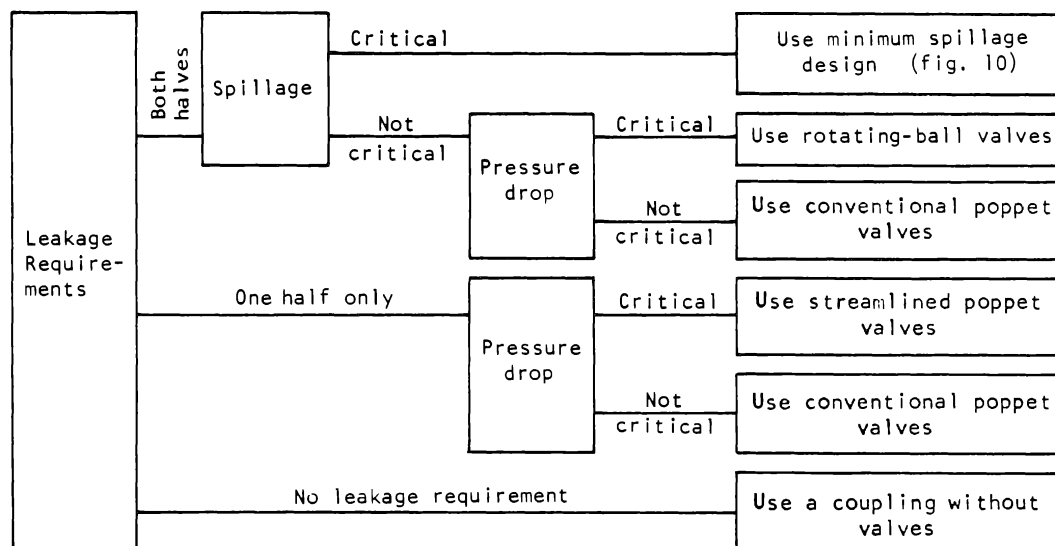 Leakage
Require-
ments
Both
halves
Spillage
Critical
Use minimum spillage
design (fig. 10)
Not
critical
Pressure
drop
Critical
Use rotating-ball valves
Not
critical
Use conventional poppet
valves
One half only
Pressure
drop
Critical
Use streamlined poppet
valves
Not
critical
Use conventional poppet
valves
No leakage requirement
Use a coupling without
valves